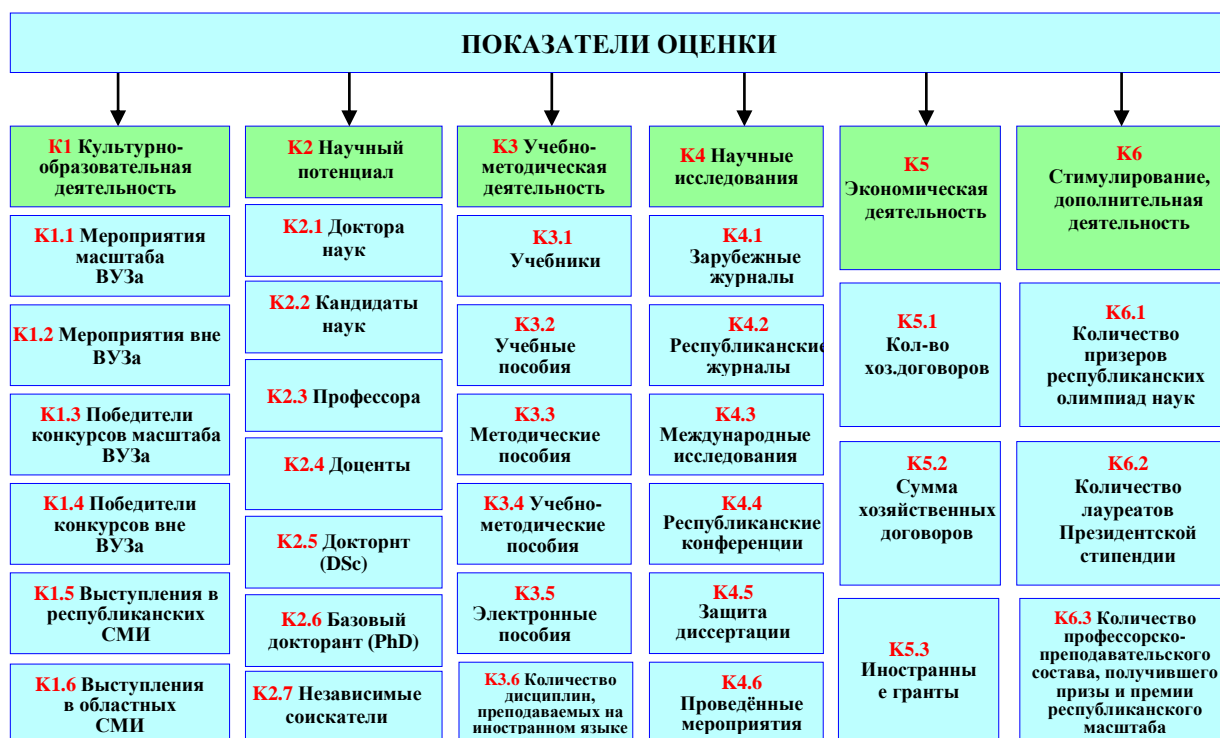 ПОКАЗАТЕЛИ ОЦЕНКИ
К1 Культурно-
образовательная
деятельность
К1.1 Мероприятия
масштаба
ВУЗа
К1.2 Мероприятия вне
ВУЗа
К1.3 Победители
конкурсов масштаба
ВУЗа
К1.4 Победители
конкурсов вне
ВУЗа
К1.5 Выступления в
республиканских
СМИ
К1.6 Выступления
в областных
СМИ
К2 Научный
потенциал
К2.1 Доктора
наук
К2.2 Кандидаты
наук
К2.3 Профессора
К2.4 Доценты
К2.5 Докторнт
(DSc)
К2.6 Базовый
докторант (PhD)
К2.7 Независимые
соискатели
К3 Учебно-
методическая
деятельность
К3.1
Учебники
К3.2
Учебные
пособия
К3.3
Методические
пособия
К3.4 Учебно-
методические
пособия
К3.5
Электронные
пособия
К3.6 Количество
дисциплин,
преподаваемых на
иностранном языке
К4 Научные
исследования
К4.1
Зарубежные
журналы
К4.2
Республиканские
журналы
К4.3
Международные
исследования
К4.4
Республиканские
конференции
К4.5
Защита
диссертации
К4.6
Проведённые
мероприятия
К5
Экономическая
деятельность
К5.1
Кол-во
хоз.договоров
К5.2
Сумма
хозяйственных
договоров
К5.3
Иностранны
е гранты
К6
Стимулирование,
дополнительная
деятельность
К6.1
Количество
призеров
республиканских
олимпиад наук
К6.2
Количество
лауреатов
Президентской
стипендии
К6.3 Количество
профессорско-
преподавательского
состава, получившего
призы и премии
республиканского
масштаба